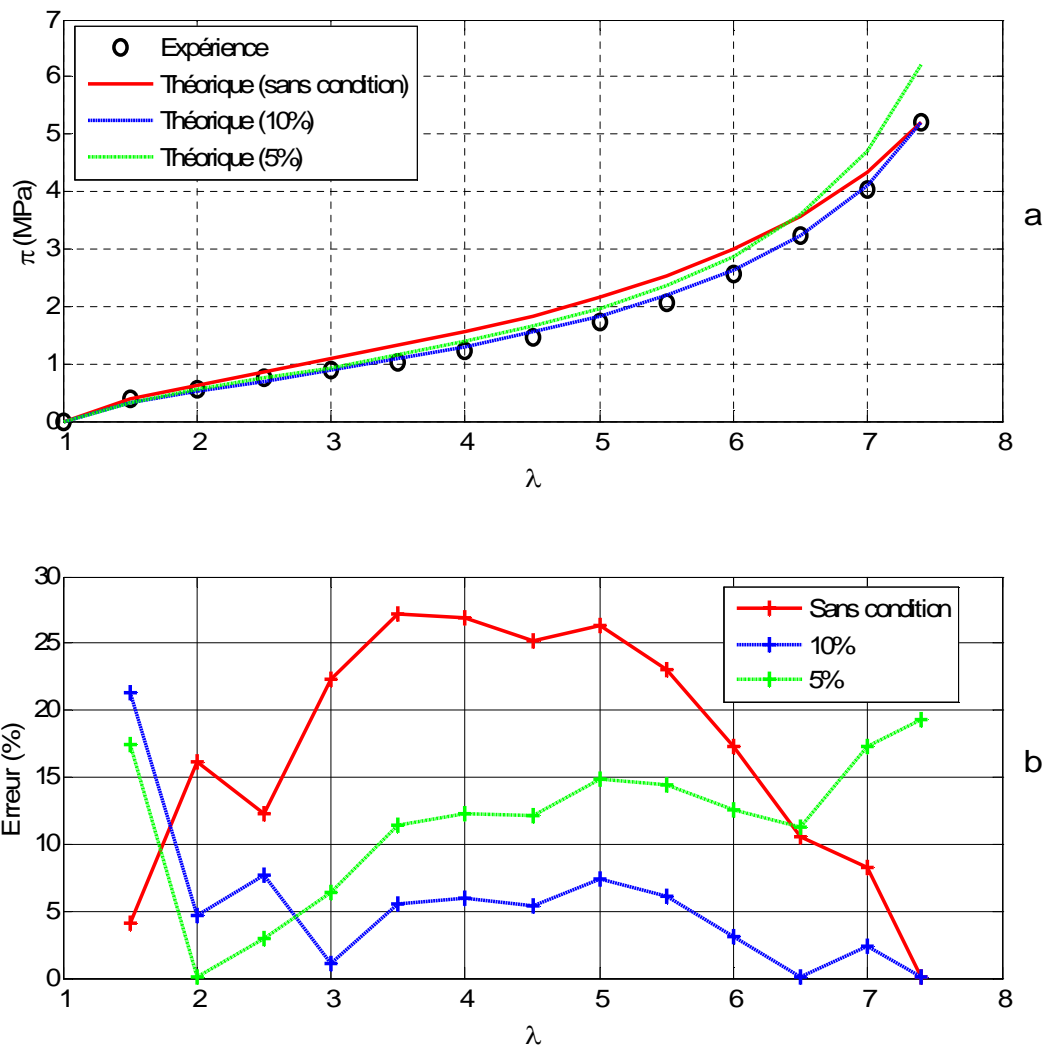 7
6
5
4
3
2
1
0
π (MPa)
Expérience
Théorique (sans condition)
Théorique (10%)
Théorique (5%)
1 2 3 4 5 6 7 8
λ
a
30
25
20
15
10
5
0
Erreur (%)
Sans condition
10%
5%
1 2 3 4 5 6 7 8
λ
b